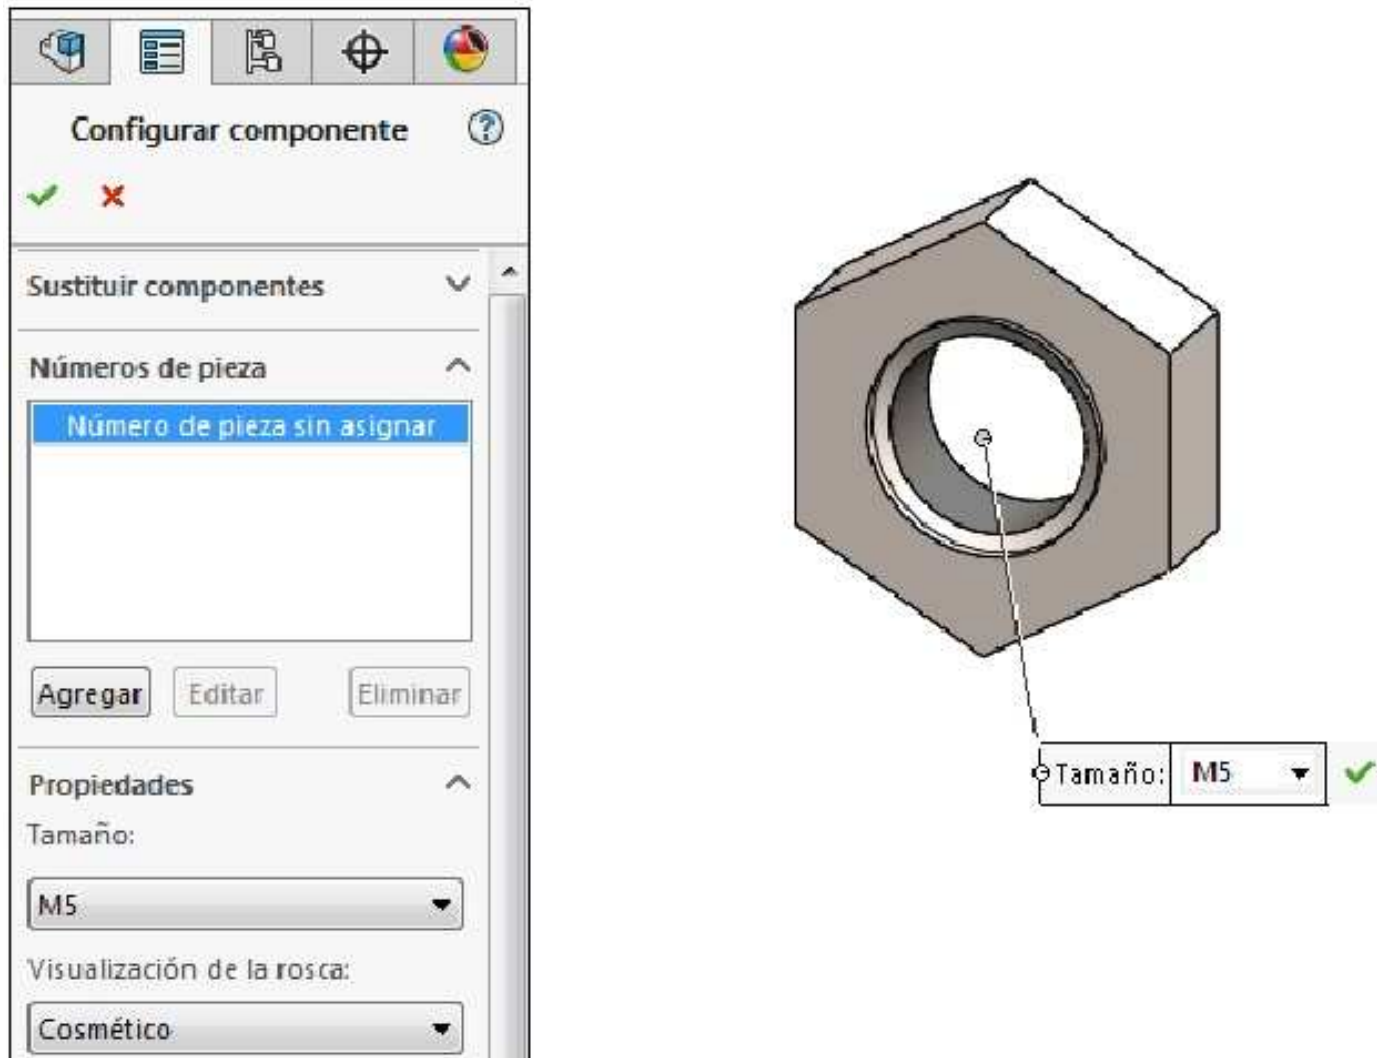 Configurar componente
Sustituir componentes
Números de pieza
Número de pieza sin asignar
Agregar Editar Eliminar
Propiedades
Tamaño:
M5
Visualización de la rosca:
Cosmético
Tamaño: M5